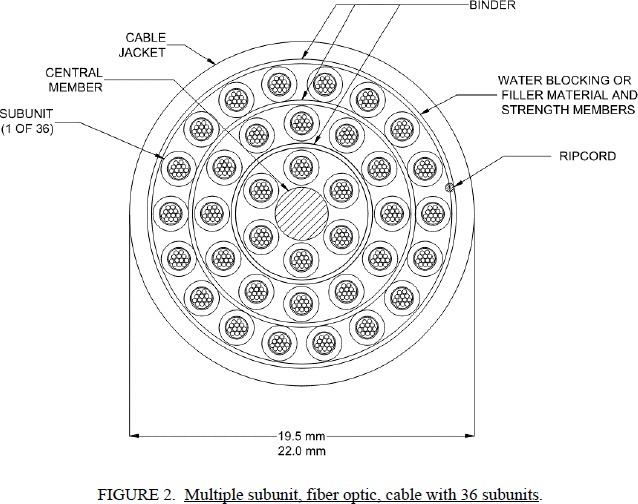 BINDER
CABLE
JACKET
CENTRAL
MEMBER
WATER BLOCKING OR
FILLER MATERIAL AND
STRENGTH MEMBERS
SUBUNIT
(1 OF 36)
RIPCORD
19.5 mm
22.0 mm
FIGURE 2. Multiple subunit, fiber optic, cable with 36 subunits.